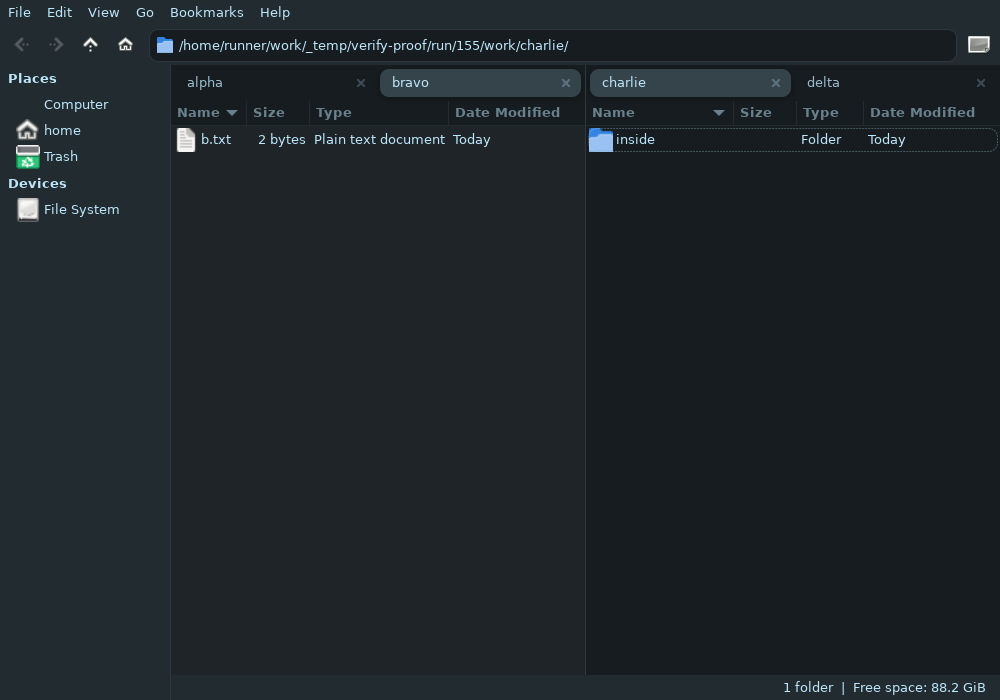 File Edit View Go Bookmarks Help
/home/runner/work/_temp/verify-proof/run/155/work/charlie/
Places
Computer
home
Trash
Devices
File System
alpha bravo
Name Size Type Date Modified
b.txt 2 bytes Plain text document Today
charlie delta
Name Size Type Date Modified
inside Folder Today
1 folder | Free space: 88.2 GiB